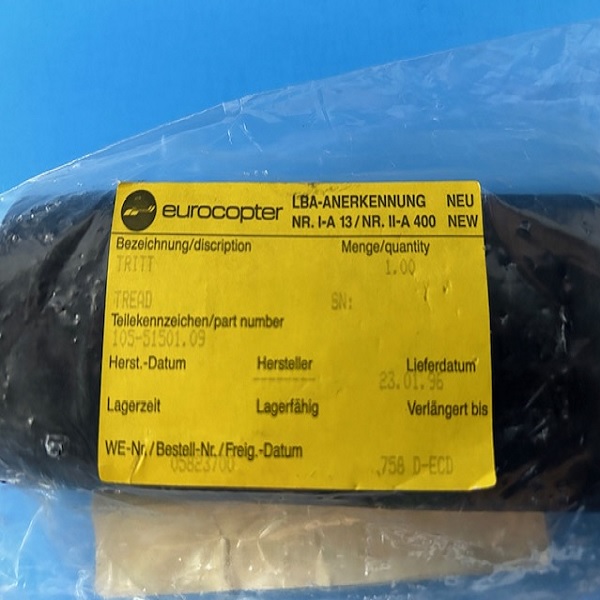 eurocopter LBA-ANERKENNUNG NEU
NR. I-A 13 / NR. II-A 400 NEW
Bezeichnung/discription Menge/quantity
TRITT 1.00
TREAD SN:
Teilekennzeichen/part number
105-51501.09
Herst.-Datum Hersteller Lieferdatum
---------- 23.01.96
Lagerzeit Lagerfähig Verlängert bis
WE-Nr./Bestell-Nr./Freig.-Datum
05823700 .758 D-ECD